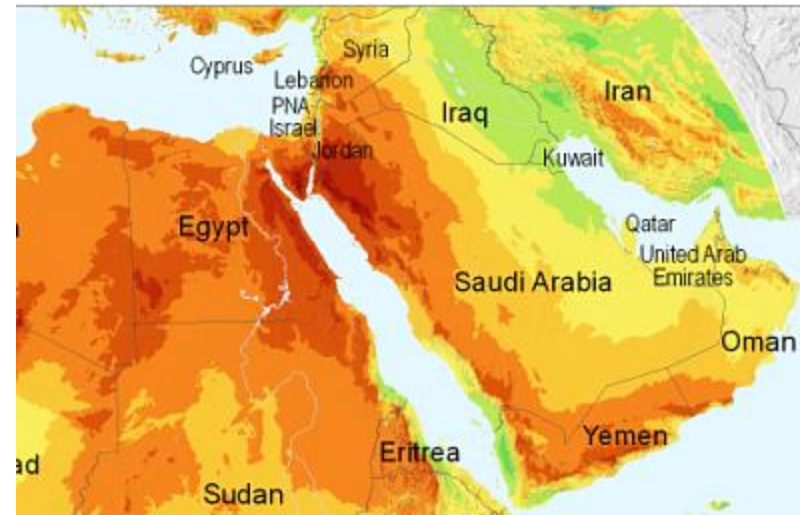 Syria
Cyprus
Lebanon
PNA
Israel
Jordan
Iraq
Iran
Kuwait
Egypt
Qatar
United Arab
Emirates
Saudi Arabia
Oman
Yemen
Eritrea
ad
Sudan